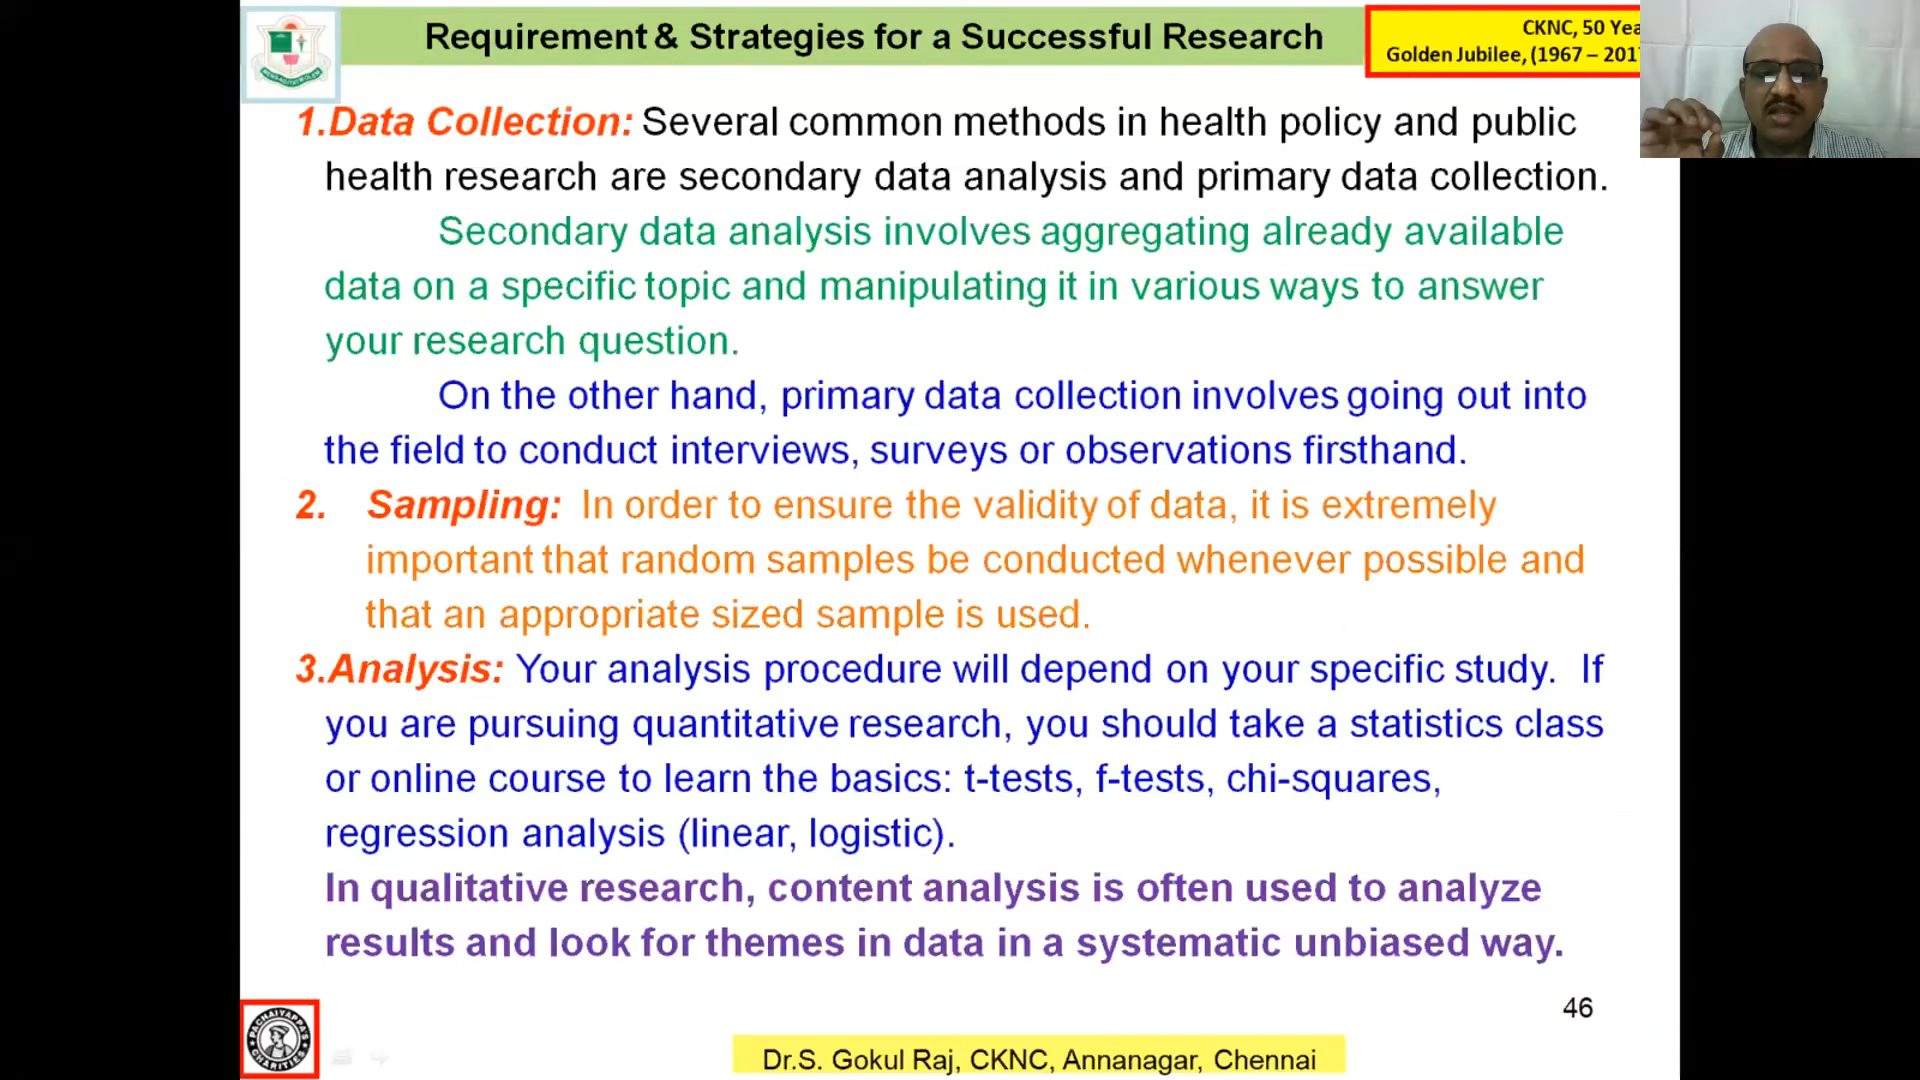 Requirement & Strategies for a Successful Research
CKNC, 50 Yea
Golden Jubilee, (1967 – 201
1.Data Collection: Several common methods in health policy and public
health research are secondary data analysis and primary data collection.
Secondary data analysis involves aggregating already available
data on a specific topic and manipulating it in various ways to answer
your research question.
On the other hand, primary data collection involves going out into
the field to conduct interviews, surveys or observations firsthand.
2. Sampling: In order to ensure the validity of data, it is extremely
important that random samples be conducted whenever possible and
that an appropriate sized sample is used.
3.Analysis: Your analysis procedure will depend on your specific study. If
you are pursuing quantitative research, you should take a statistics class
or online course to learn the basics: t-tests, f-tests, chi-squares,
regression analysis (linear, logistic).
In qualitative research, content analysis is often used to analyze
results and look for themes in data in a systematic unbiased way.
46
PACHAIYAPPA'S
CHARITIES
Dr.S. Gokul Raj, CKNC, Annanagar, Chennai